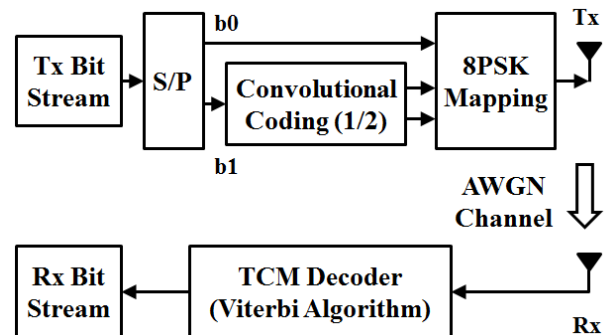 b0
Tx
Tx Bit
Stream
S/P
Convolutional
Coding (1/2)
8PSK
Mapping
b1
AWGN
Channel
Rx Bit
Stream
TCM Decoder
(Viterbi Algorithm)
Rx